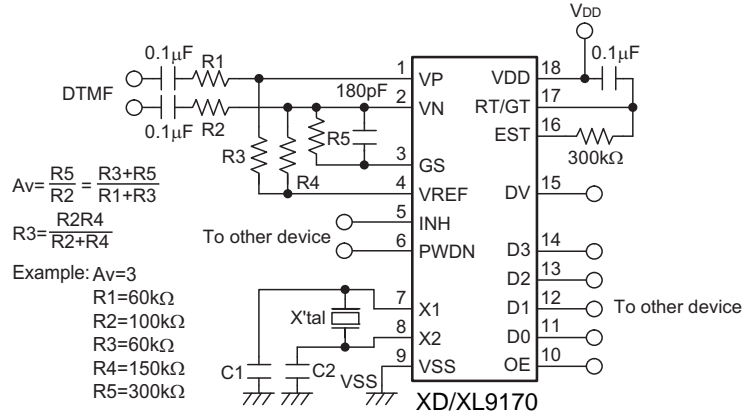 VDD
0.1μF R1
1 VP VDD 18 0.1μF
DTMF
180pF
2 VN RT/GT 17
0.1μF R2
R5
EST 16
300kΩ
R3
3 GS
R4
Av=R5/R2=R3+R5/R1+R3
4 VREF DV 15
R3=R2R4/R2+R4
5 INH
To other device
6 PWDN D3 14
D2 13
Example: Av=3
R1=60kΩ
R2=100kΩ
R3=60kΩ
R4=150kΩ
R5=300kΩ
7 X1 D1 12 To other device
X'tal
8 X2 D0 11
C1 C2
9 VSS OE 10
VSS
XD/XL9170